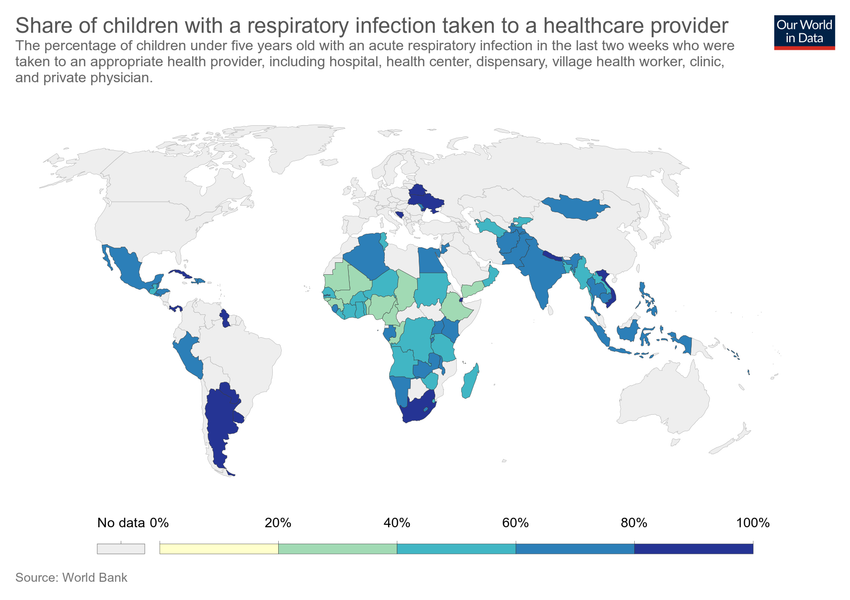 Share of children with a respiratory infection taken to a healthcare provider
Our World
in Data
The percentage of children under five years old with an acute respiratory infection in the last two weeks who were
taken to an appropriate health provider, including hospital, health center, dispensary, village health worker, clinic,
and private physician.
No data 0% 20% 40% 60% 80% 100%
Source: World Bank